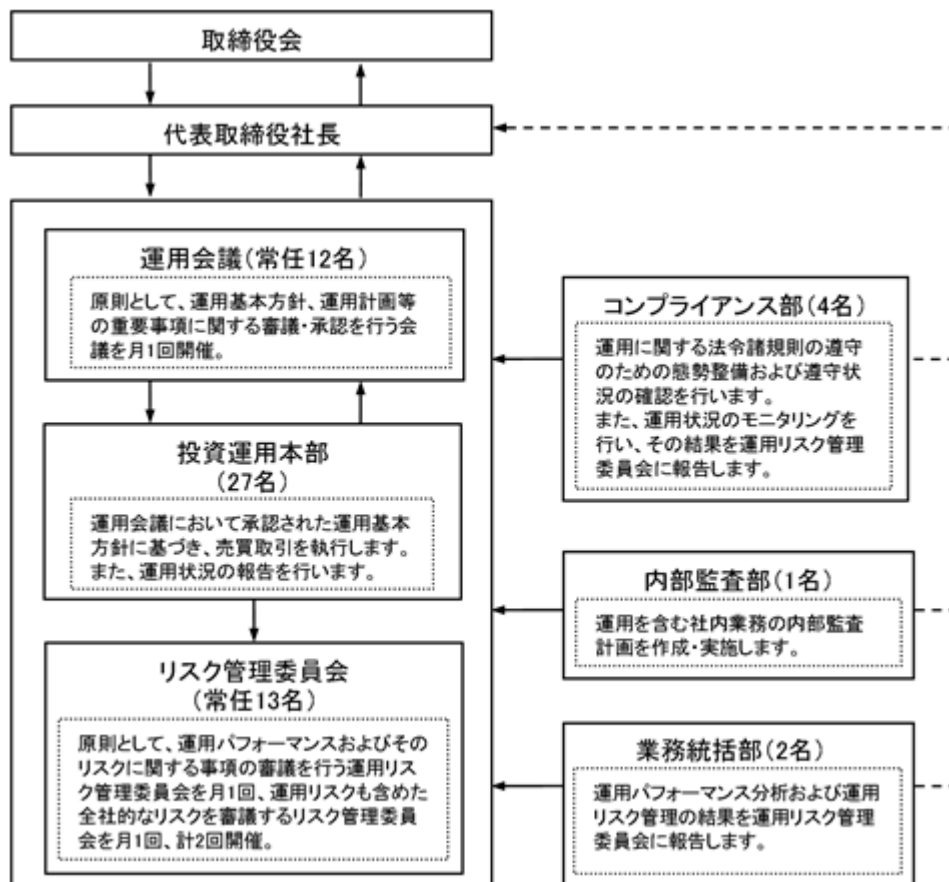 取締役会
代表取締役社長
運用会議(常任12名)
原則として、運用基本方針、運用計画等
の重要事項に関する審議・承認を行う会
議を月1回開催。
投資運用本部
(27名)
運用会議において承認された運用基本
方針に基づき、売買取引を執行します。
また、運用状況の報告を行います。
リスク管理委員会
(常任13名)
原則として、運用パフォーマンスおよびその
リスクに関する事項の審議を行う運用リス
ク管理委員会を月1回、運用リスクも含めた
全社的なリスクを審議するリスク管理委員
会を月1回、計2回開催。
コンプライアンス部(4名)
運用に関する法令諸規則の遵守
のための態勢整備および遵守状
況の確認を行います。
また、運用状況のモニタリングを
行い、その結果を運用リスク管理
委員会に報告します。
内部監査部(1名)
運用を含む社内業務の内部監査
計画を作成・実施します。
業務統括部(2名)
運用パフォーマンス分析および運用
リスク管理の結果を運用リスク管理
委員会に報告します。